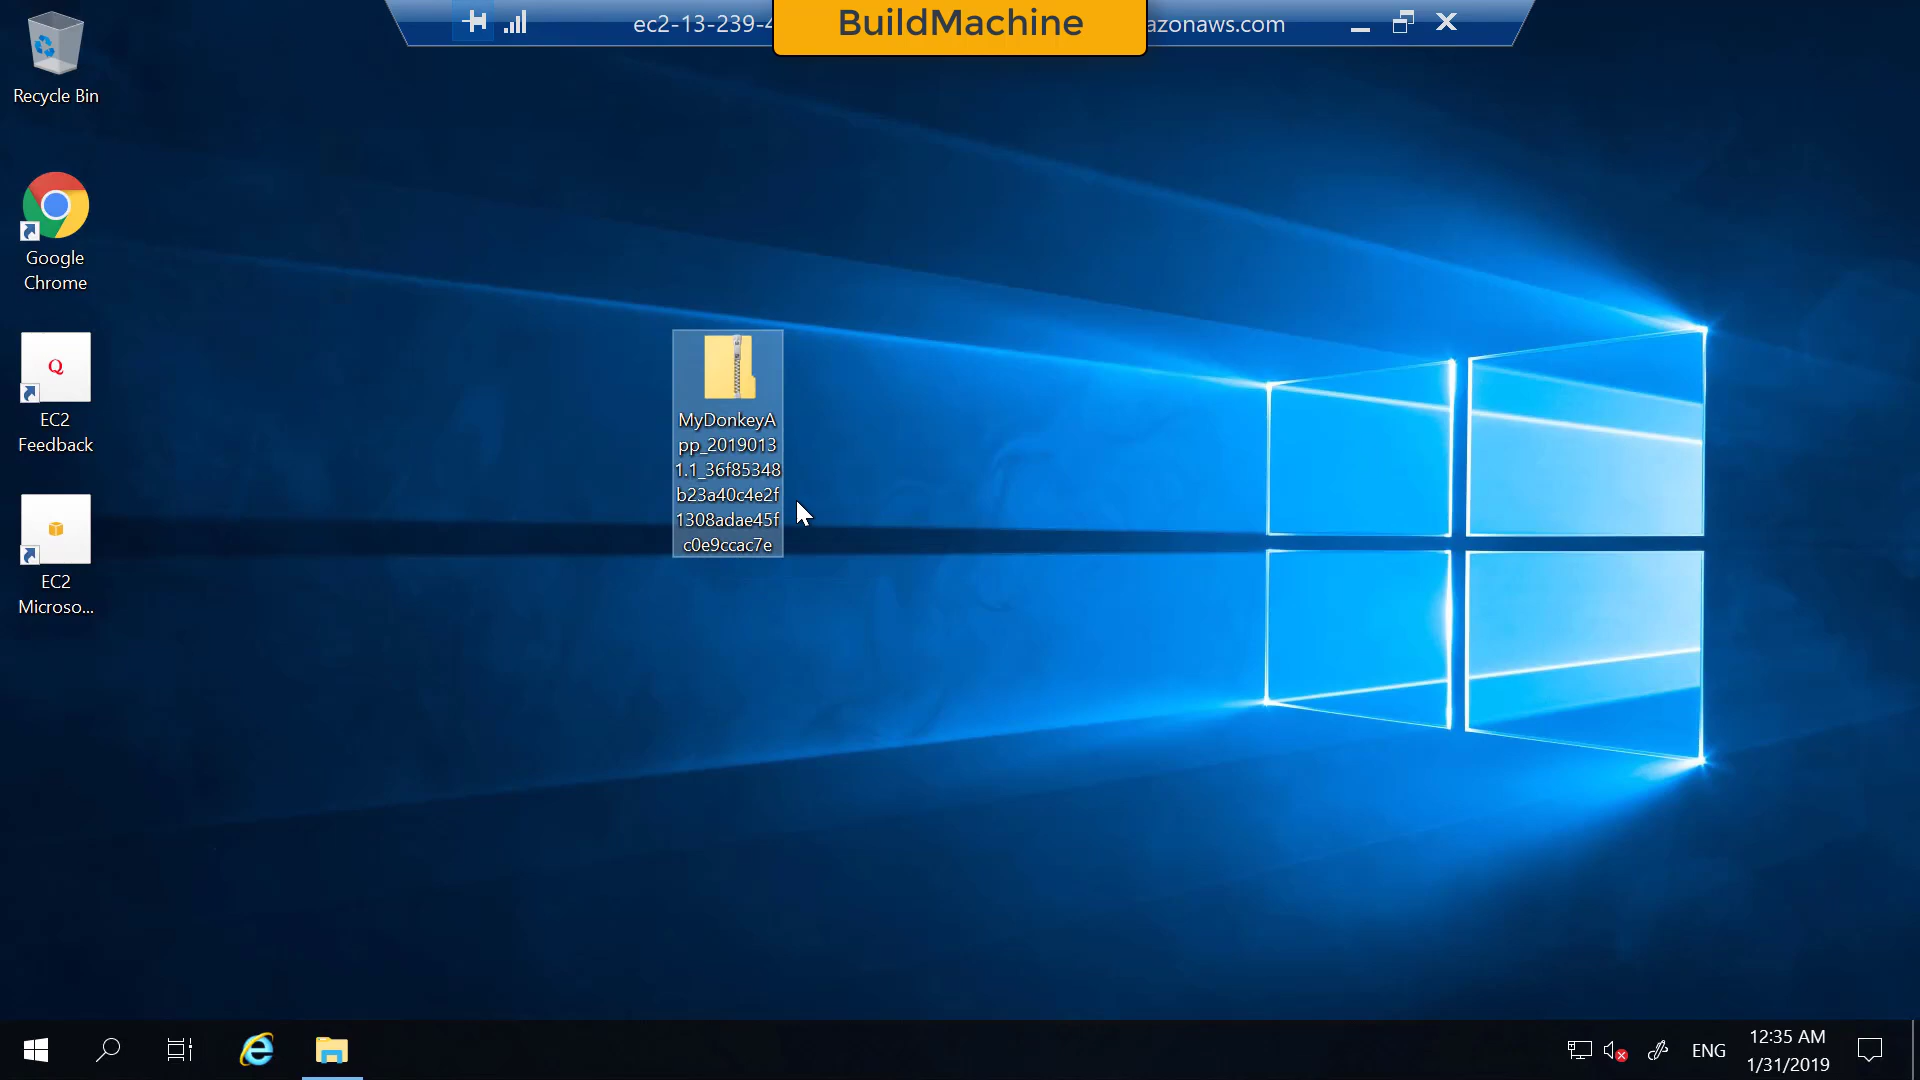 ec2-13-239-4
BuildMachine
azonaws.com
Recycle Bin
Google
Chrome
Q
EC2
Feedback
EC2
Microso...
MyDonkeyA
pp_2019013
1.1_36f85348
b23a40c4e2f
1308adae45f
c0e9ccac7e
ENG
12:35 AM
1/31/2019